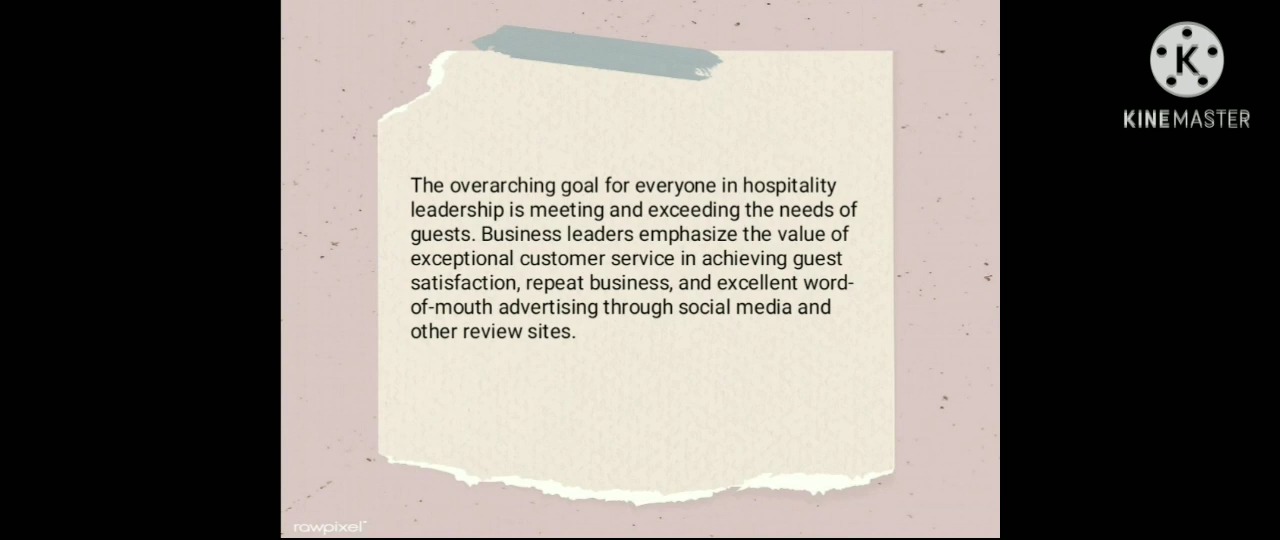 K
KINEMASTER
The overarching goal for everyone in hospitality
leadership is meeting and exceeding the needs of
guests. Business leaders emphasize the value of
exceptional customer service in achieving guest
satisfaction, repeat business, and excellent word-
of-mouth advertising through social media and
other review sites.
rawpixel